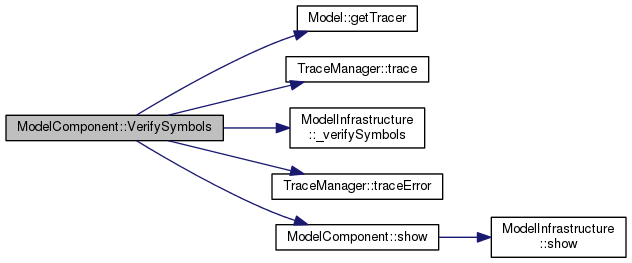 Model::getTracer
TraceManager::trace
ModelComponent::VerifySymbols
ModelInfrastructure
::_verifySymbols
TraceManager::traceError
ModelComponent::show
ModelInfrastructure
::show